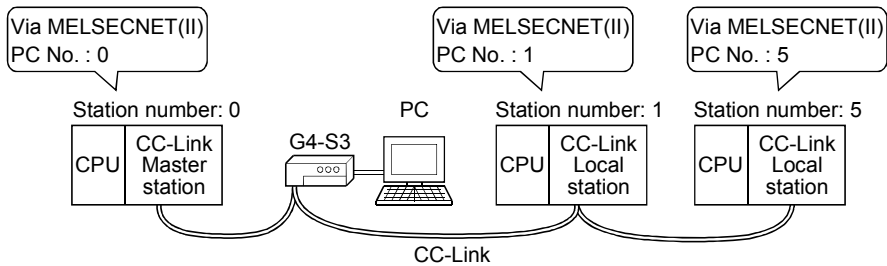 Via MELSECNET(II)
PC No. : 0
Via MELSECNET(II)
PC No. : 1
Via MELSECNET(II)
PC No. : 5
Station number: 0
PC
Station number: 1
Station number: 5
CPU
CC-Link
Master
station
G4-S3
CPU
CC-Link
Local
station
CPU
CC-Link
Local
station
CC-Link